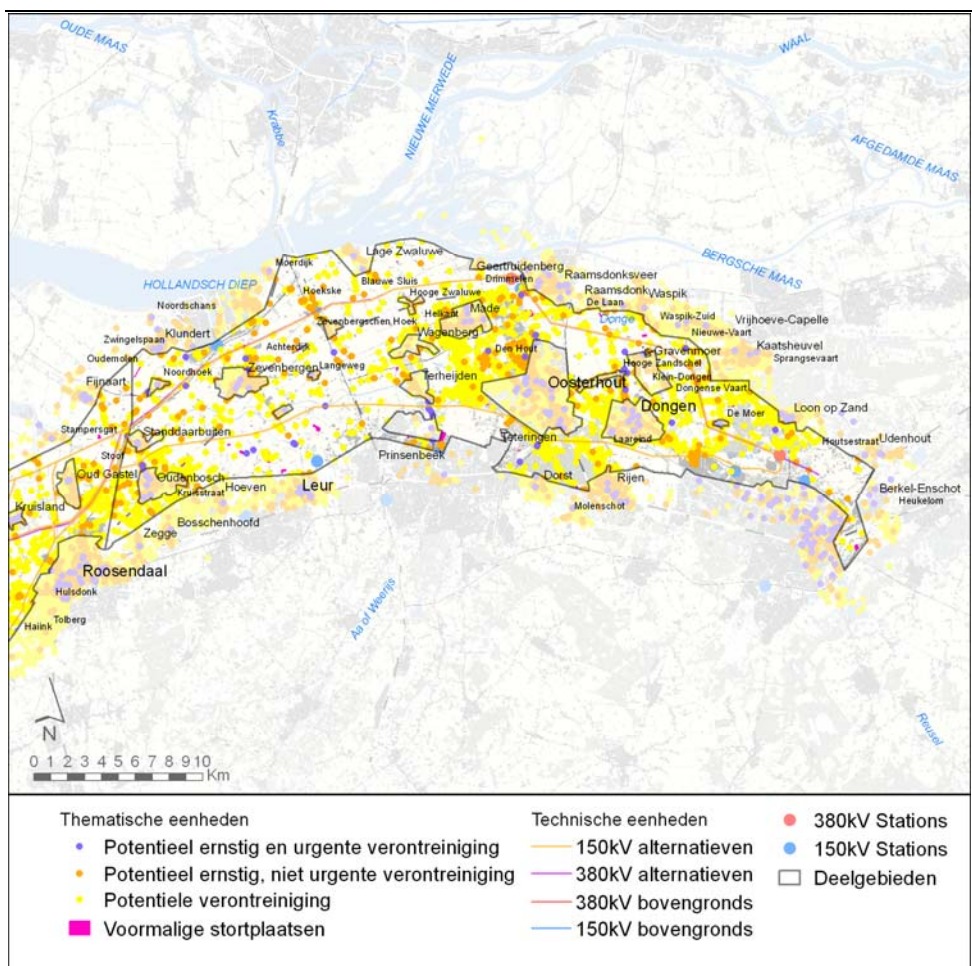 OUDE MAAS
WAAL
NIEUWE MERWEDE
Krabbe
AFGEDAMDE MAAS
Lage Zwaluwe
BERGSCHE MAAS
Moerdijk
Geertruidenberg
HOLLANDSCH DIEP
Blauwe Sluis
Drimmelen
Raamsdonksveer
Hoekske
Hooge Zwaluwe
Raamsdonk
Waspik
Noordschans
De Laan
Helkant
Made
Klundert
Zevenbergschen Hoek
Donge
Waspik-Zuid
Vrijhoeve-Capelle
Zwingelspaan
Wagenberg
Nieuwe-Vaart
Achterdijk
Den Hout
Kaatsheuvel
Oudemolen
Gravenmoer
Sprangsevaart
Noordhoek
Zevenbergen
Langeweg
Hooge Zandschel
Fijnaart
Terheijden
Oosterhout
Klein-Dongen
Dongense Vaart
Dongen
De Moer
Loon op Zand
Stampersgat
Standdaarbuiten
Teteringen
Laareind
Houtsestraat
Udenhout
Stoof
Prinsenbeek
Oud Gastel
Oudenbosch
Dorst
Rijen
Kruisstraat
Hoeven
Leur
Berkel-Enschot
Kruisland
Heukelom
Molenschot
Bosschenhoofd
Zegge
Roosendaal
Hulsdonk
Aa of Weerijs
Tolberg
Haiink
Reusel
N
0 1 2 3 4 5 6 7 8 9 10
Km
Thematische eenheden
Potentieel ernstig en urgente verontreiniging
Potentieel ernstig, niet urgente verontreiniging
Potentiele verontreiniging
Voormalige stortplaatsen
Technische eenheden
150kV alternatieven
380kV alternatieven
380kV bovengronds
150kV bovengronds
380kV Stations
150kV Stations
Deelgebieden